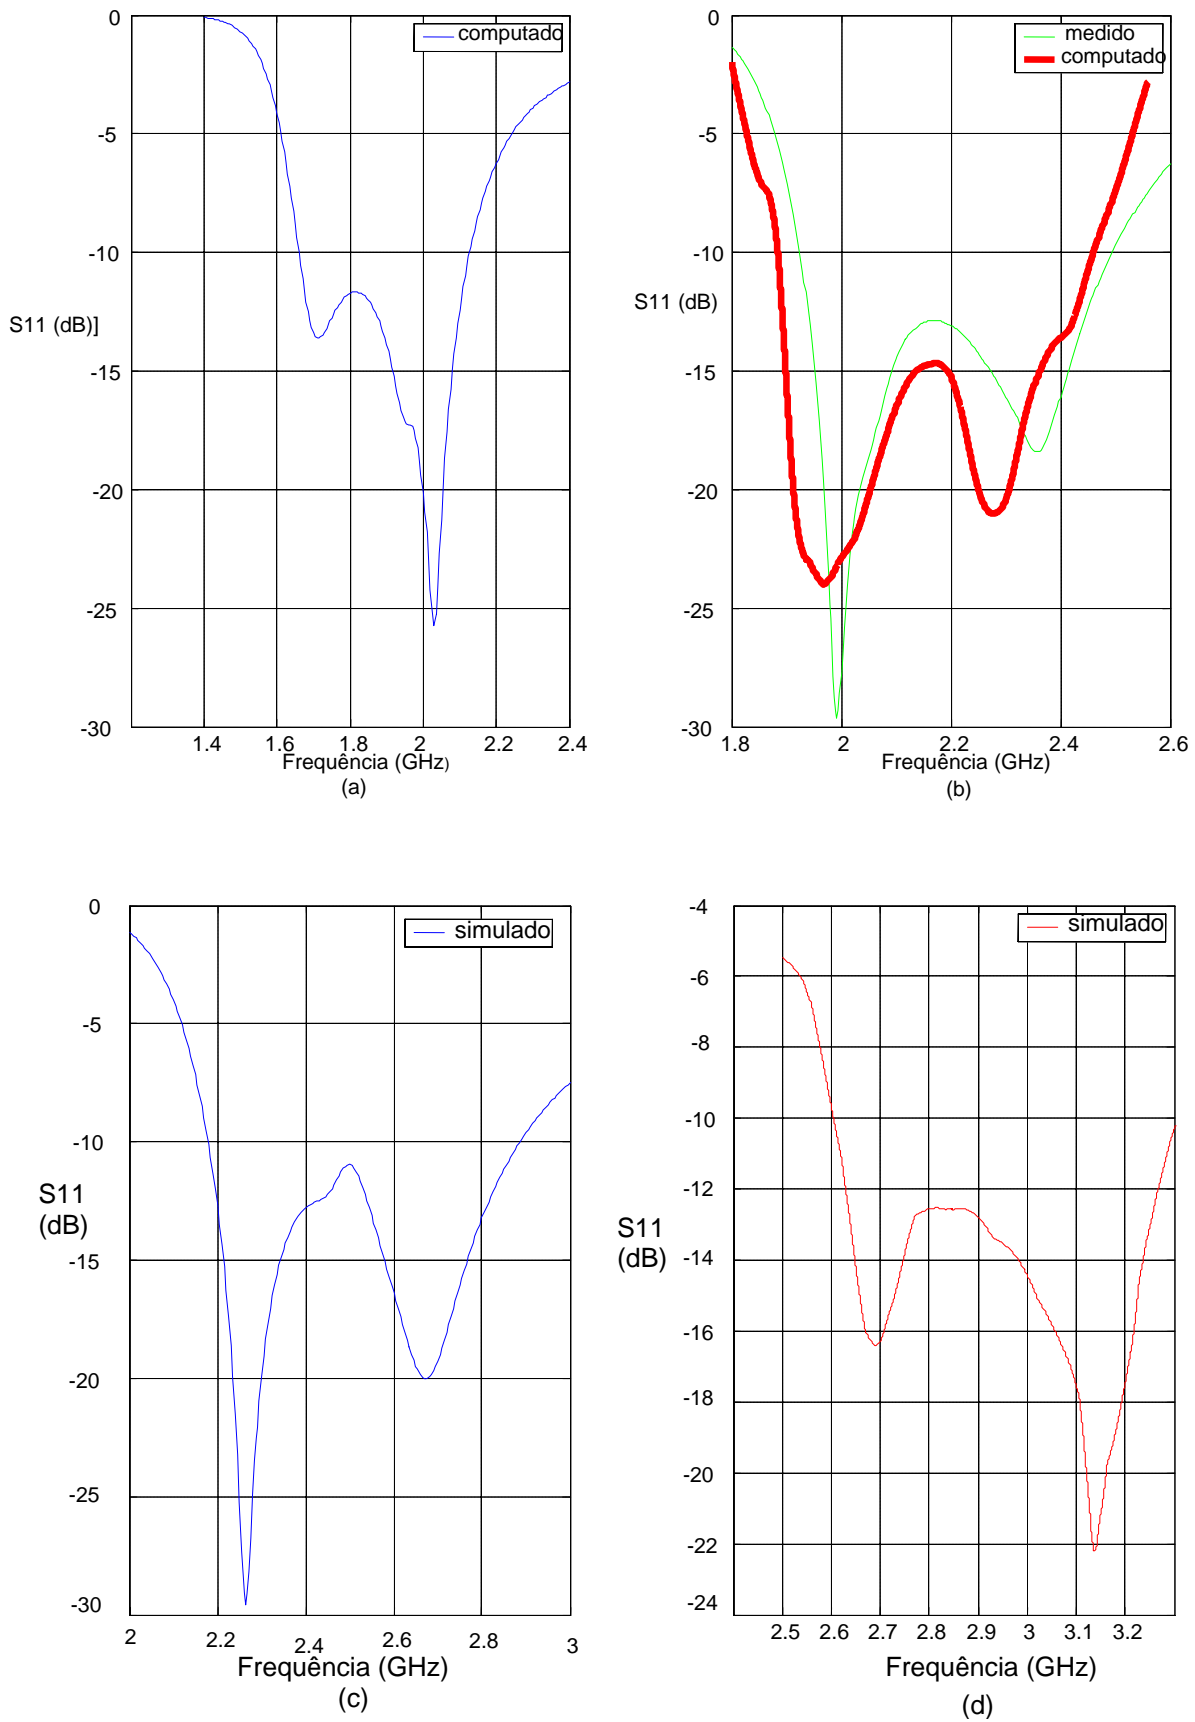 0
-5
-10
-15
-20
-25
-30
S11 (dB)]
computado
1.4 1.6 1.8 2 2.2 2.4
Frequência (GHz)
(a)
0
-5
-10
-15
-20
-25
-30
S11 (dB)
medido
computado
1.8 2 2.2 2.4 2.6
Frequência (GHz)
(b)
0
-5
-10
-15
-20
-25
-30
S11
(dB)
simulado
2 2.2 2.4 2.6 2.8 3
Frequência (GHz)
(c)
-4
-6
-8
-10
-12
-14
-16
-18
-20
-22
-24
S11
(dB)
simulado
2.5 2.6 2.7 2.8 2.9 3 3.1 3.2
Frequência (GHz)
(d)